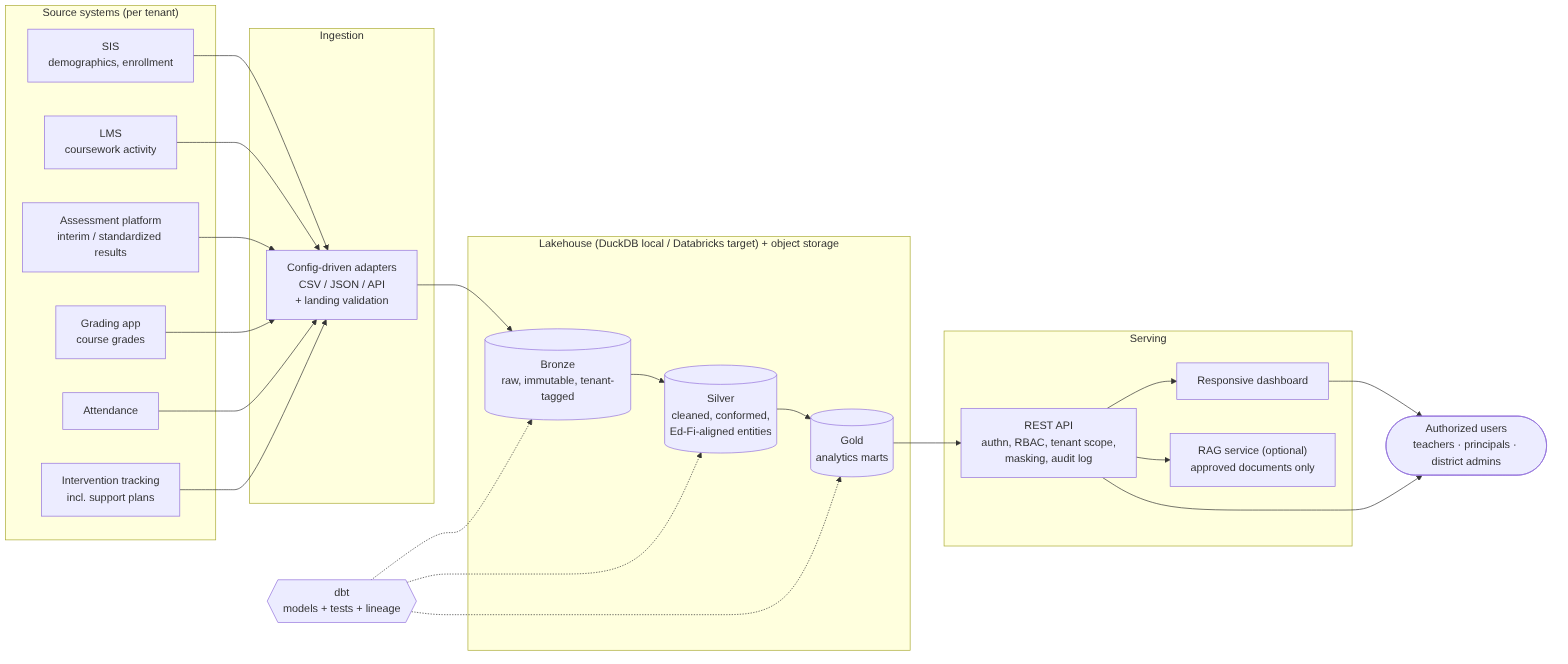 Source systems (per tenant)
SIS
demographics, enrollment
LMS
coursework activity
Assessment platform
interim / standardized
results
Grading app
course grades
Attendance
Intervention tracking
incl. support plans
Ingestion
Config-driven adapters
CSV / JSON / API
+ landing validation
dbt
models + tests + lineage
Lakehouse (DuckDB local / Databricks target) + object storage
Bronze
raw, immutable, tenant-
tagged
Silver
cleaned, conformed,
Ed-Fi-aligned entities
Gold
analytics marts
Serving
REST API
authn, RBAC, tenant scope,
masking, audit log
Responsive dashboard
RAG service (optional)
approved documents only
Authorized users
teachers · principals ·
district admins